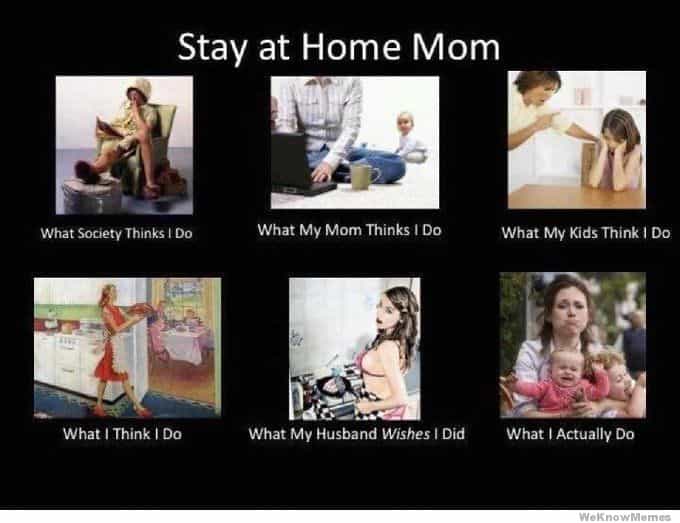 Stay at Home Mom
What Society Thinks I Do
What My Mom Thinks I Do
What My Kids Think I Do
What I Think I Do
What My Husband Wishes I Did
What I Actually Do
WeKnowMemes